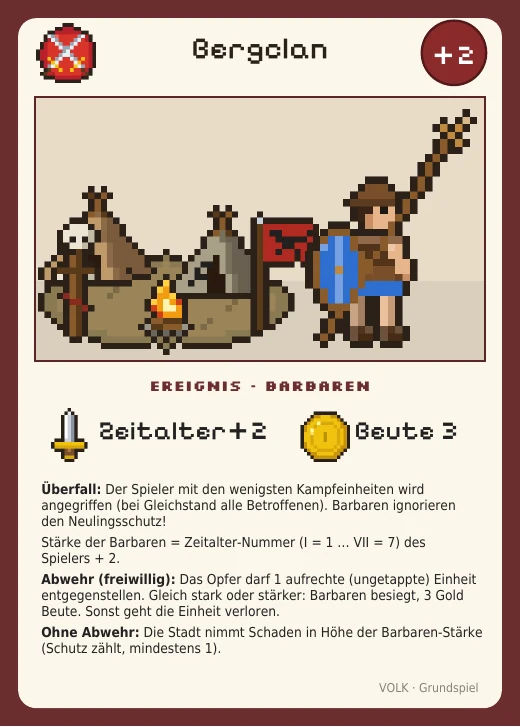 Bergclan
+2
EREIGNIS · BARBAREN
Zeitalter+2
Beute 3
Überfall: Der Spieler mit den wenigsten Kampfeinheiten wird
angegriffen (bei Gleichstand alle Betroffenen). Barbaren ignorieren
den Neulingsschutz!
Stärke der Barbaren = Zeitalter-Nummer (I = 1 … VII = 7) des
Spielers + 2.
Abwehr (freiwillig): Das Opfer darf 1 aufrechte (ungetappte) Einheit
entgegenstellen. Gleich stark oder stärker: Barbaren besiegt, 3 Gold
Beute. Sonst geht die Einheit verloren.
Ohne Abwehr: Die Stadt nimmt Schaden in Höhe der Barbaren-Stärke
(Schutz zählt, mindestens 1).
VOLK · Grundspiel